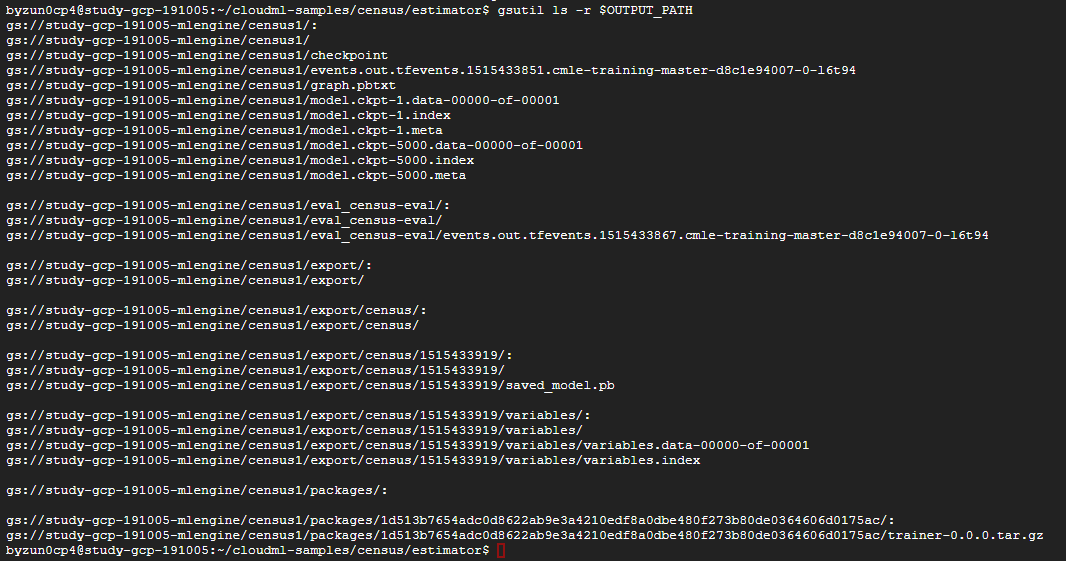 byzun0cp4@study-gcp-191005:~/cloudml-samples/census/estimator$ gsutil ls -r $OUTPUT_PATH
gs://study-gcp-191005-mlengine/census1/:
gs://study-gcp-191005-mlengine/census1/
gs://study-gcp-191005-mlengine/census1/checkpoint
gs://study-gcp-191005-mlengine/census1/events.out.tfevents.1515433851.cmle-training-master-d8c1e94007-0-l6t94
gs://study-gcp-191005-mlengine/census1/graph.pbtxt
gs://study-gcp-191005-mlengine/census1/model.ckpt-1.data-00000-of-00001
gs://study-gcp-191005-mlengine/census1/model.ckpt-1.index
gs://study-gcp-191005-mlengine/census1/model.ckpt-1.meta
gs://study-gcp-191005-mlengine/census1/model.ckpt-5000.data-00000-of-00001
gs://study-gcp-191005-mlengine/census1/model.ckpt-5000.index
gs://study-gcp-191005-mlengine/census1/model.ckpt-5000.meta
gs://study-gcp-191005-mlengine/census1/eval_census-eval/:
gs://study-gcp-191005-mlengine/census1/eval_census-eval/
gs://study-gcp-191005-mlengine/census1/eval_census-eval/events.out.tfevents.1515433867.cmle-training-master-d8c1e94007-0-l6t94
gs://study-gcp-191005-mlengine/census1/export/:
gs://study-gcp-191005-mlengine/census1/export/
gs://study-gcp-191005-mlengine/census1/export/census/:
gs://study-gcp-191005-mlengine/census1/export/census/
gs://study-gcp-191005-mlengine/census1/export/census/1515433919/:
gs://study-gcp-191005-mlengine/census1/export/census/1515433919/
gs://study-gcp-191005-mlengine/census1/export/census/1515433919/saved_model.pb
gs://study-gcp-191005-mlengine/census1/export/census/1515433919/variables/:
gs://study-gcp-191005-mlengine/census1/export/census/1515433919/variables/
gs://study-gcp-191005-mlengine/census1/export/census/1515433919/variables/variables.data-00000-of-00001
gs://study-gcp-191005-mlengine/census1/export/census/1515433919/variables/variables.index
gs://study-gcp-191005-mlengine/census1/packages/:
gs://study-gcp-191005-mlengine/census1/packages/1d513b7654adc0d8622ab9e3a4210edf8a0dbe480f273b80de0364606d0175ac/:
gs://study-gcp-191005-mlengine/census1/packages/1d513b7654adc0d8622ab9e3a4210edf8a0dbe480f273b80de0364606d0175ac/trainer-0.0.0.tar.gz
byzun0cp4@study-gcp-191005:~/cloudml-samples/census/estimator$